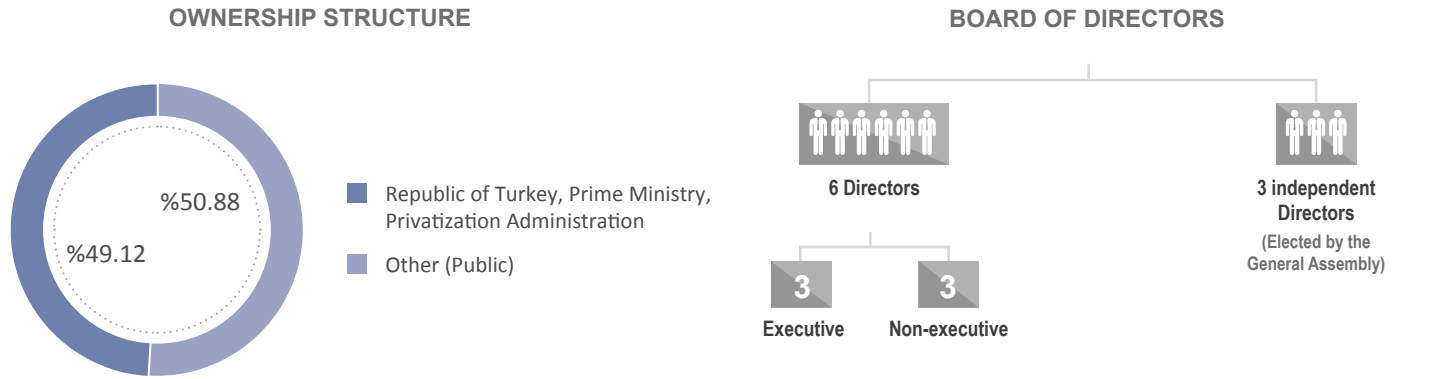 OWNERSHIP STRUCTURE
%50.88
%49.12
Republic of Turkey, Prime Ministry,
Privatization Administration
Other (Public)
BOARD OF DIRECTORS
6 Directors
3 independent
Directors
(Elected by the
General Assembly)
3
3
Executive
Non-executive